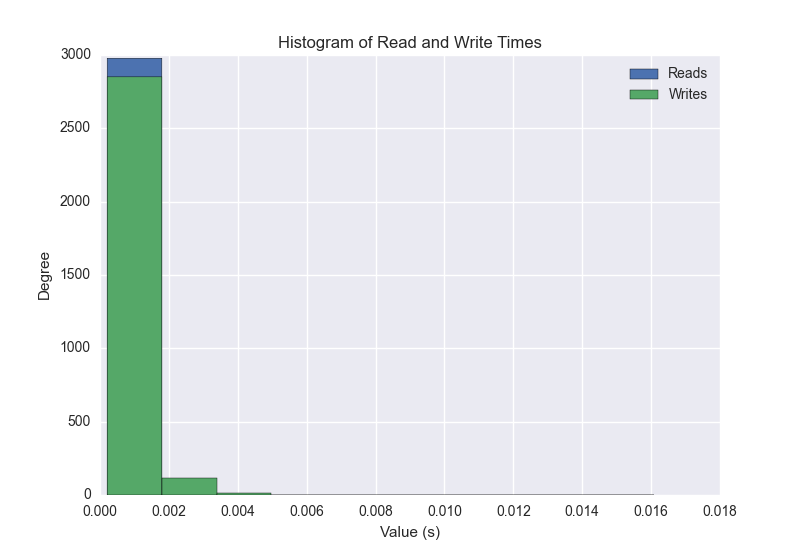 Histogram of Read and Write Times
3000
2500
2000
1500
1000
500
0
Degree
Reads
Writes
0.000 0.002 0.004 0.006 0.008 0.010 0.012 0.014 0.016 0.018
Value (s)